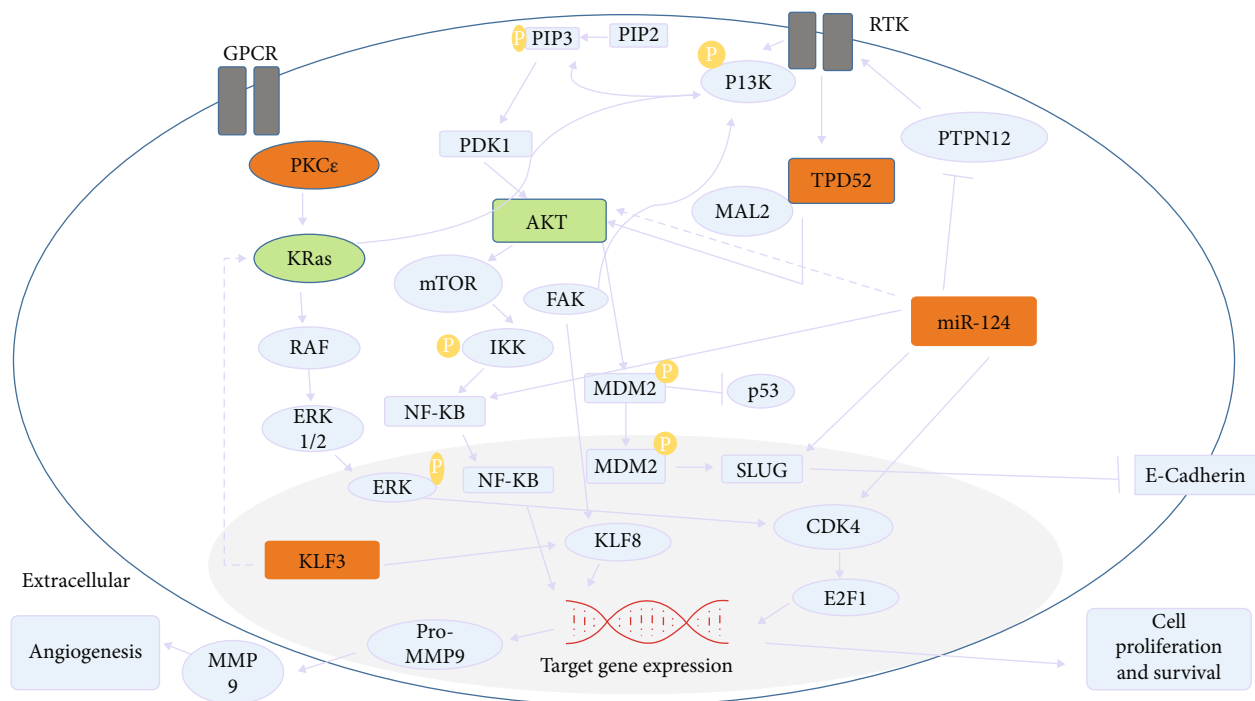 RTK
GPCR
P
PIP3
PIP2
P
P13K
PDK1
PTPN12
PKCε
TPD52
MAL2
AKT
KRas
mTOR
FAK
miR-124
RAF
P
IKK
MDM2
P
p53
NF-KB
ERK
1/2
P
MDM2
P
SLUG
E-Cadherin
ERK
NF-KB
CDK4
KLF8
KLF3
Extracellular
E2F1
Angiogenesis
MMP
9
Pro-
MMP9
Target gene expression
Cell
proliferation
and survival